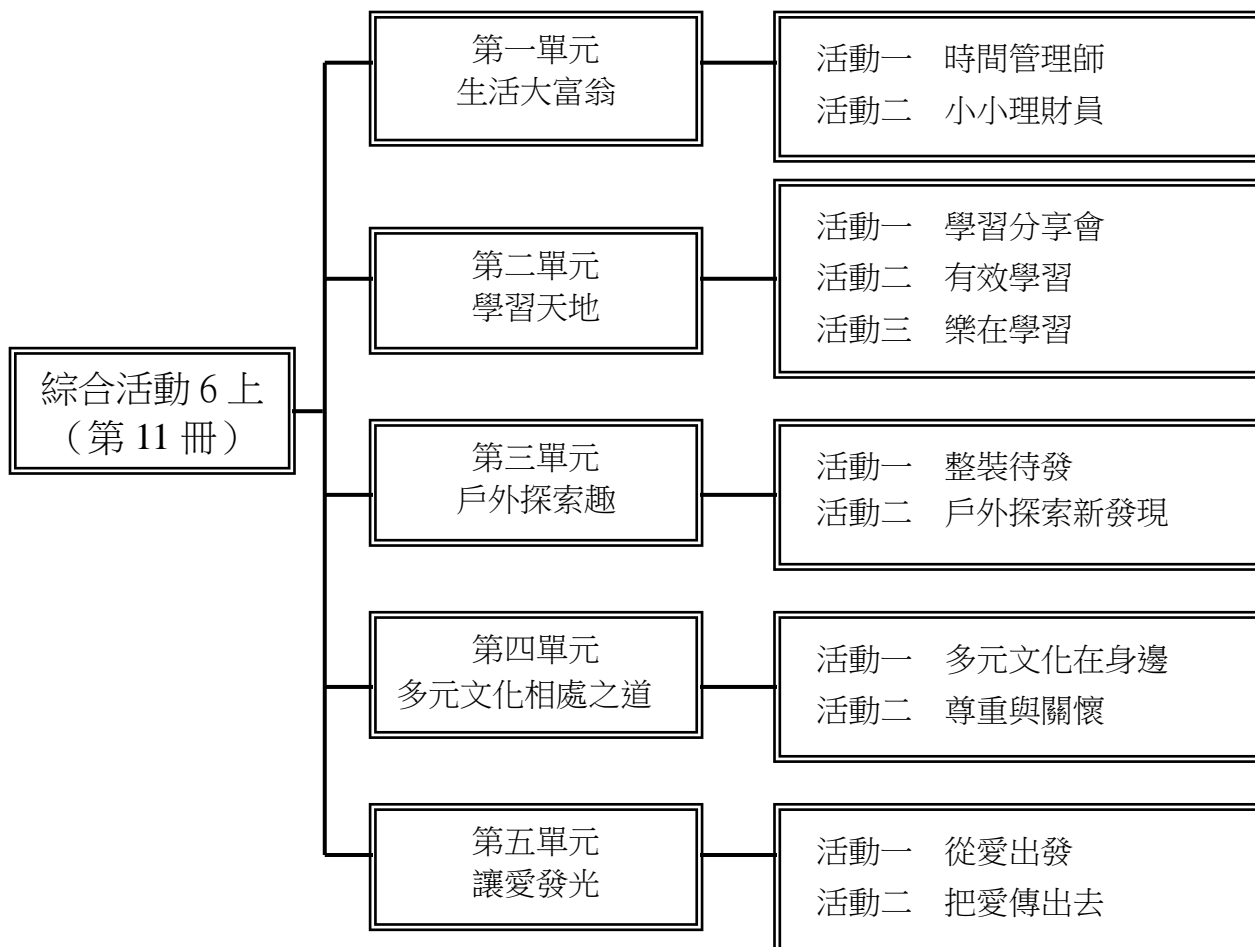 綜合活動 6 上
（第 11 冊）
第一單元
生活大富翁
活動一　時間管理師
活動二　小小理財員
第二單元
學習天地
活動一　學習分享會
活動二　有效學習
活動三　樂在學習
第三單元
戶外探索趣
活動一　整裝待發
活動二　戶外探索新發現
第四單元
多元文化相處之道
活動一　多元文化在身邊
活動二　尊重與關懷
第五單元
讓愛發光
活動一　從愛出發
活動二　把愛傳出去